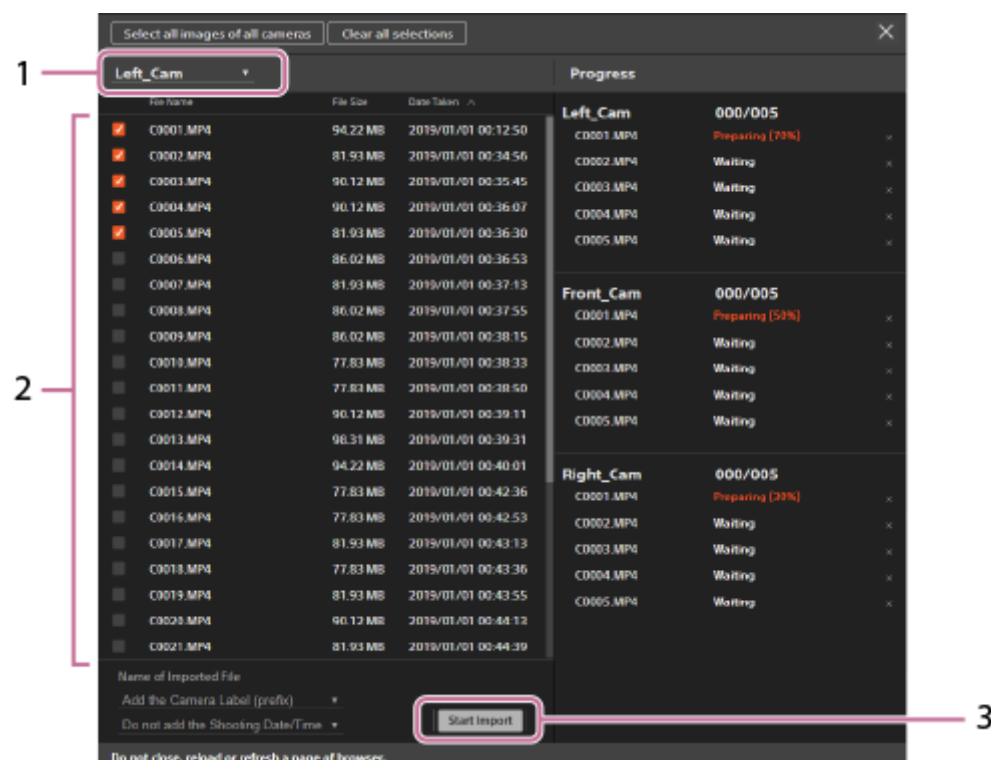 Select all images of all cameras Clear all selections
1
Left_Cam
Progress
File Name File Size Date Taken
C0001.MP4 94.22 MB 2019/01/01 00:12:50
C0002.MP4 81.93 MB 2019/01/01 00:34:56
C0003.MP4 90.12 MB 2019/01/01 00:35:45
C0004.MP4 90.12 MB 2019/01/01 00:36:07
C0005.MP4 81.93 MB 2019/01/01 00:36:30
C0006.MP4 86.02 MB 2019/01/01 00:36:53
C0007.MP4 81.93 MB 2019/01/01 00:37:13
C0008.MP4 86.02 MB 2019/01/01 00:37:55
C0009.MP4 86.02 MB 2019/01/01 00:38:15
C0010.MP4 77.83 MB 2019/01/01 00:38:33
2
C0011.MP4 77.83 MB 2019/01/01 00:38:50
C0012.MP4 90.12 MB 2019/01/01 00:39:11
C0013.MP4 98.31 MB 2019/01/01 00:39:31
C0014.MP4 94.22 MB 2019/01/01 00:40:01
C0015.MP4 77.83 MB 2019/01/01 00:42:36
C0016.MP4 77.83 MB 2019/01/01 00:42:53
C0017.MP4 81.93 MB 2019/01/01 00:43:13
C0018.MP4 77.83 MB 2019/01/01 00:43:36
C0019.MP4 81.93 MB 2019/01/01 00:43:55
C0020.MP4 90.12 MB 2019/01/01 00:44:13
C0021.MP4 81.93 MB 2019/01/01 00:44:39
Left_Cam 000/005
C0001.MP4 Preparing [70%]
C0002.MP4 Waiting
C0003.MP4 Waiting
C0004.MP4 Waiting
C0005.MP4 Waiting
Front_Cam 000/005
C0001.MP4 Preparing [50%]
C0002.MP4 Waiting
C0003.MP4 Waiting
C0004.MP4 Waiting
C0005.MP4 Waiting
Right_Cam 000/005
C0001.MP4 Preparing [30%]
C0002.MP4 Waiting
C0003.MP4 Waiting
C0004.MP4 Waiting
C0005.MP4 Waiting
Name of Imported File
Add the Camera Label (prefix)
Do not add the Shooting Date/Time
Start Import
3
Do not close, reload or refresh a page of browser.